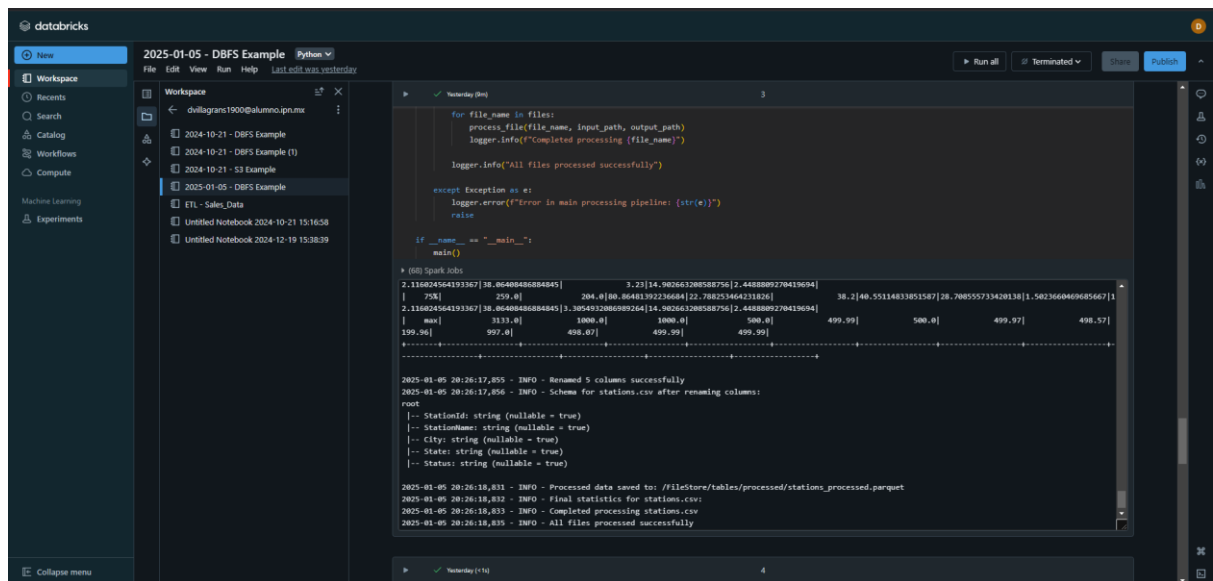 databricks
D
New
Workspace
Recents
Search
Catalog
Workflows
Compute
Machine Learning
Experiments
Collapse menu
2025-01-05 - DBFS Example Python
File Edit View Run Help Last edit was yesterday
Run all Terminated Share Publish
Workspace
dvillagrans1900@alumno.ipn.mx
2024-10-21 - DBFS Example
2024-10-21 - DBFS Example (1)
2024-10-21 - S3 Example
2025-01-05 - DBFS Example
ETL - Sales_Data
Untitled Notebook 2024-10-21 15:16:58
Untitled Notebook 2024-12-19 15:38:39
Yesterday (9m) 3
for file_name in files:
process_file(file_name, input_path, output_path)
logger.info(f"Completed processing {file_name}")
logger.info("All files processed successfully")
except Exception as e:
logger.error(f"Error in main processing pipeline: {str(e)}")
raise
if __name__ == "__main__":
main()
(68) Spark Jobs
2.116024564193367|38.06408486884845| 3.23|14.902663208588756|2.4488809270419694|
| 75%| 259.0| 204.0|80.86481392236684|22.788253464231826| 38.2|40.55114833851587|28.708555733420138|1.5023660469685667|1
2.116024564193367|38.06408486884845|3.3054932086989264|14.902663208588756|2.4488809270419694|
| max| 3133.0| 1000.0| 1000.0| 500.0| 499.99| 500.0| 499.97| 498.57|
199.96| 997.0| 498.07| 499.99| 499.99|
2025-01-05 20:26:17,855 - INFO - Renamed 5 columns successfully
2025-01-05 20:26:17,856 - INFO - Schema for stations.csv after renaming columns:
root
|-- StationId: string (nullable = true)
|-- StationName: string (nullable = true)
|-- City: string (nullable = true)
|-- State: string (nullable = true)
|-- Status: string (nullable = true)
2025-01-05 20:26:18,831 - INFO - Processed data saved to: /FileStore/tables/processed/stations_processed.parquet
2025-01-05 20:26:18,832 - INFO - Final statistics for stations.csv:
2025-01-05 20:26:18,833 - INFO - Completed processing stations.csv
2025-01-05 20:26:18,835 - INFO - All files processed successfully
Yesterday (<1s) 4